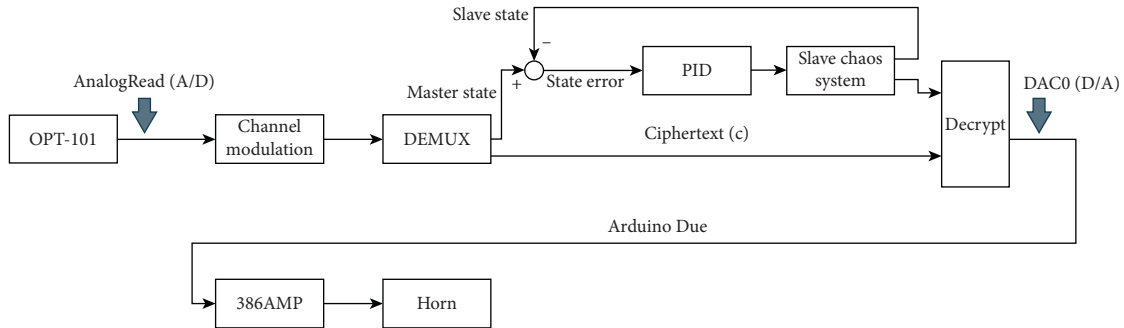 Slave state
−
AnalogRead (A/D)
PID
Slave chaos
system
DAC0 (D/A)
+
State error
Master state
OPT-101
Channel
modulation
DEMUX
Ciphertext (c)
Decrypt
Arduino Due
386AMP
Horn